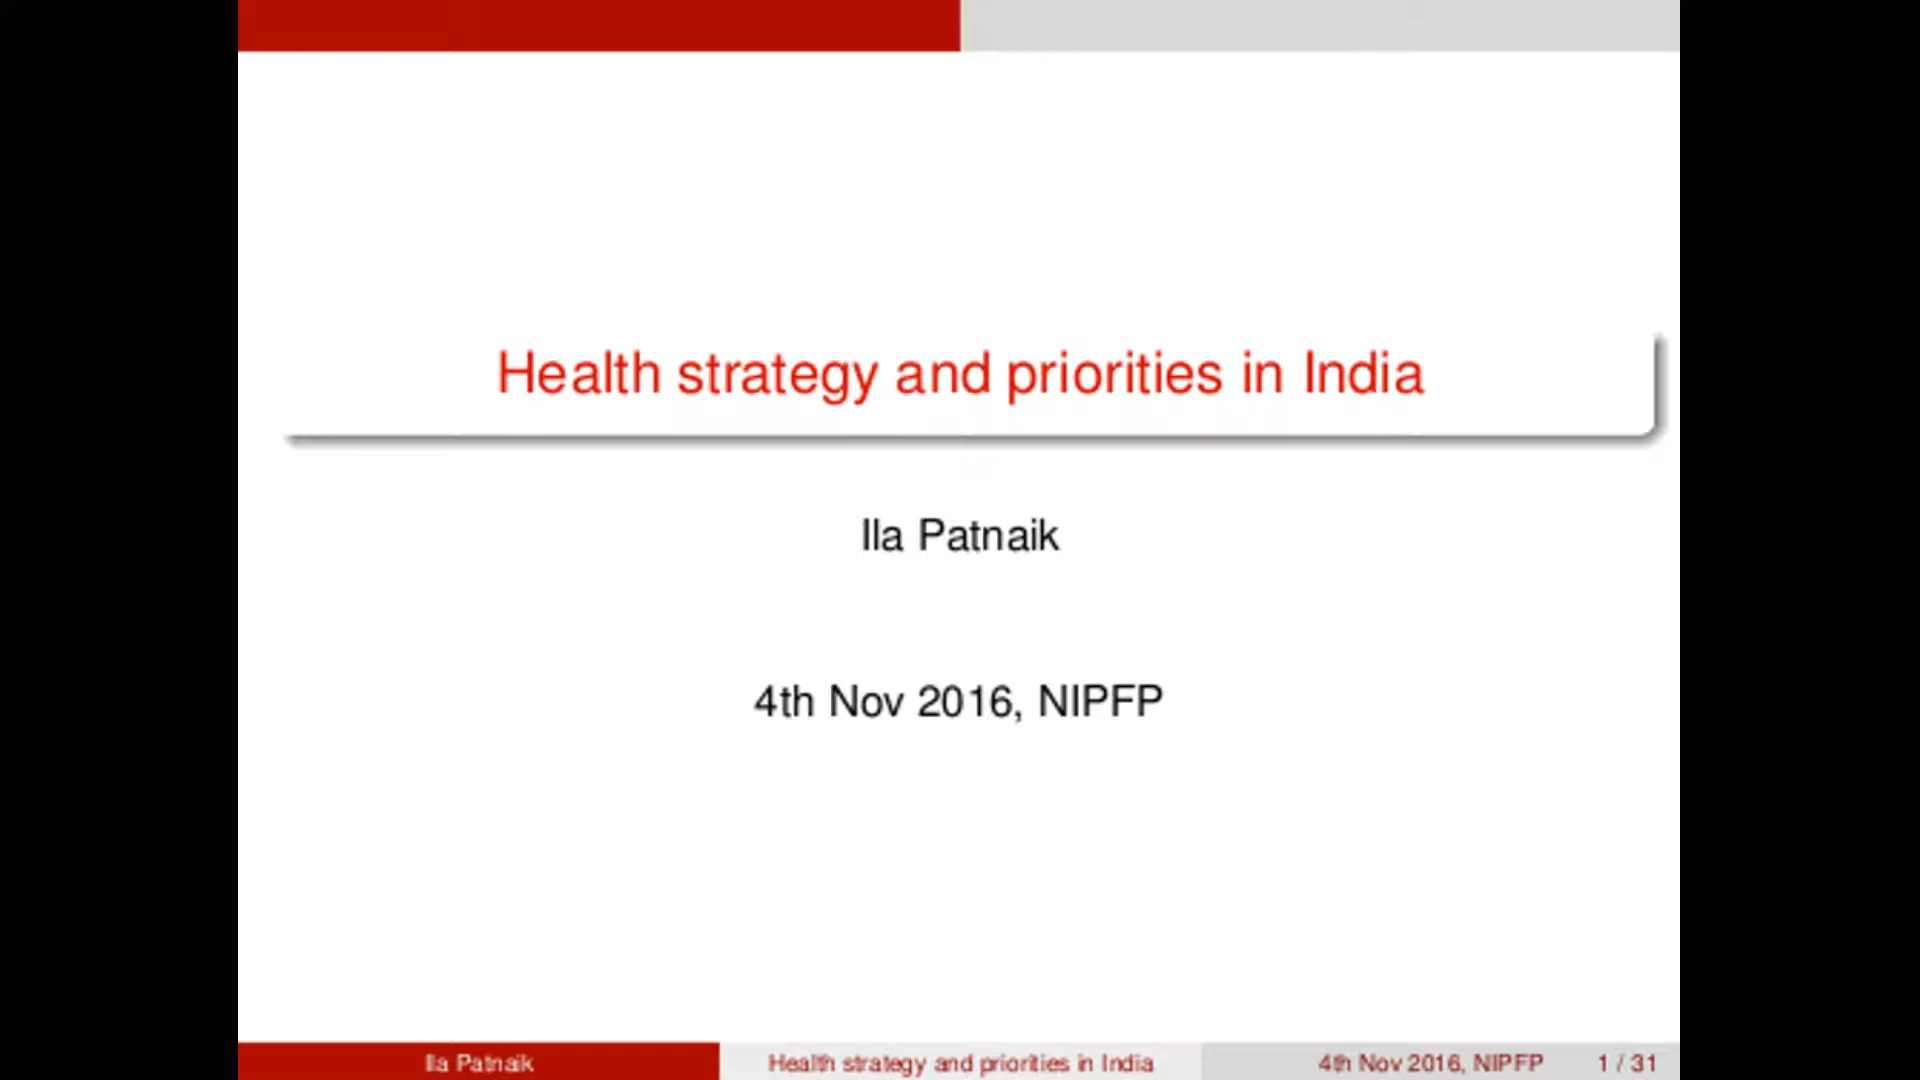 Health strategy and priorities in India
Ila Patnaik
4th Nov 2016, NIPFP
Ila Patnaik
Health strategy and priorities in India
4th Nov 2016, NIPFP
1 / 31